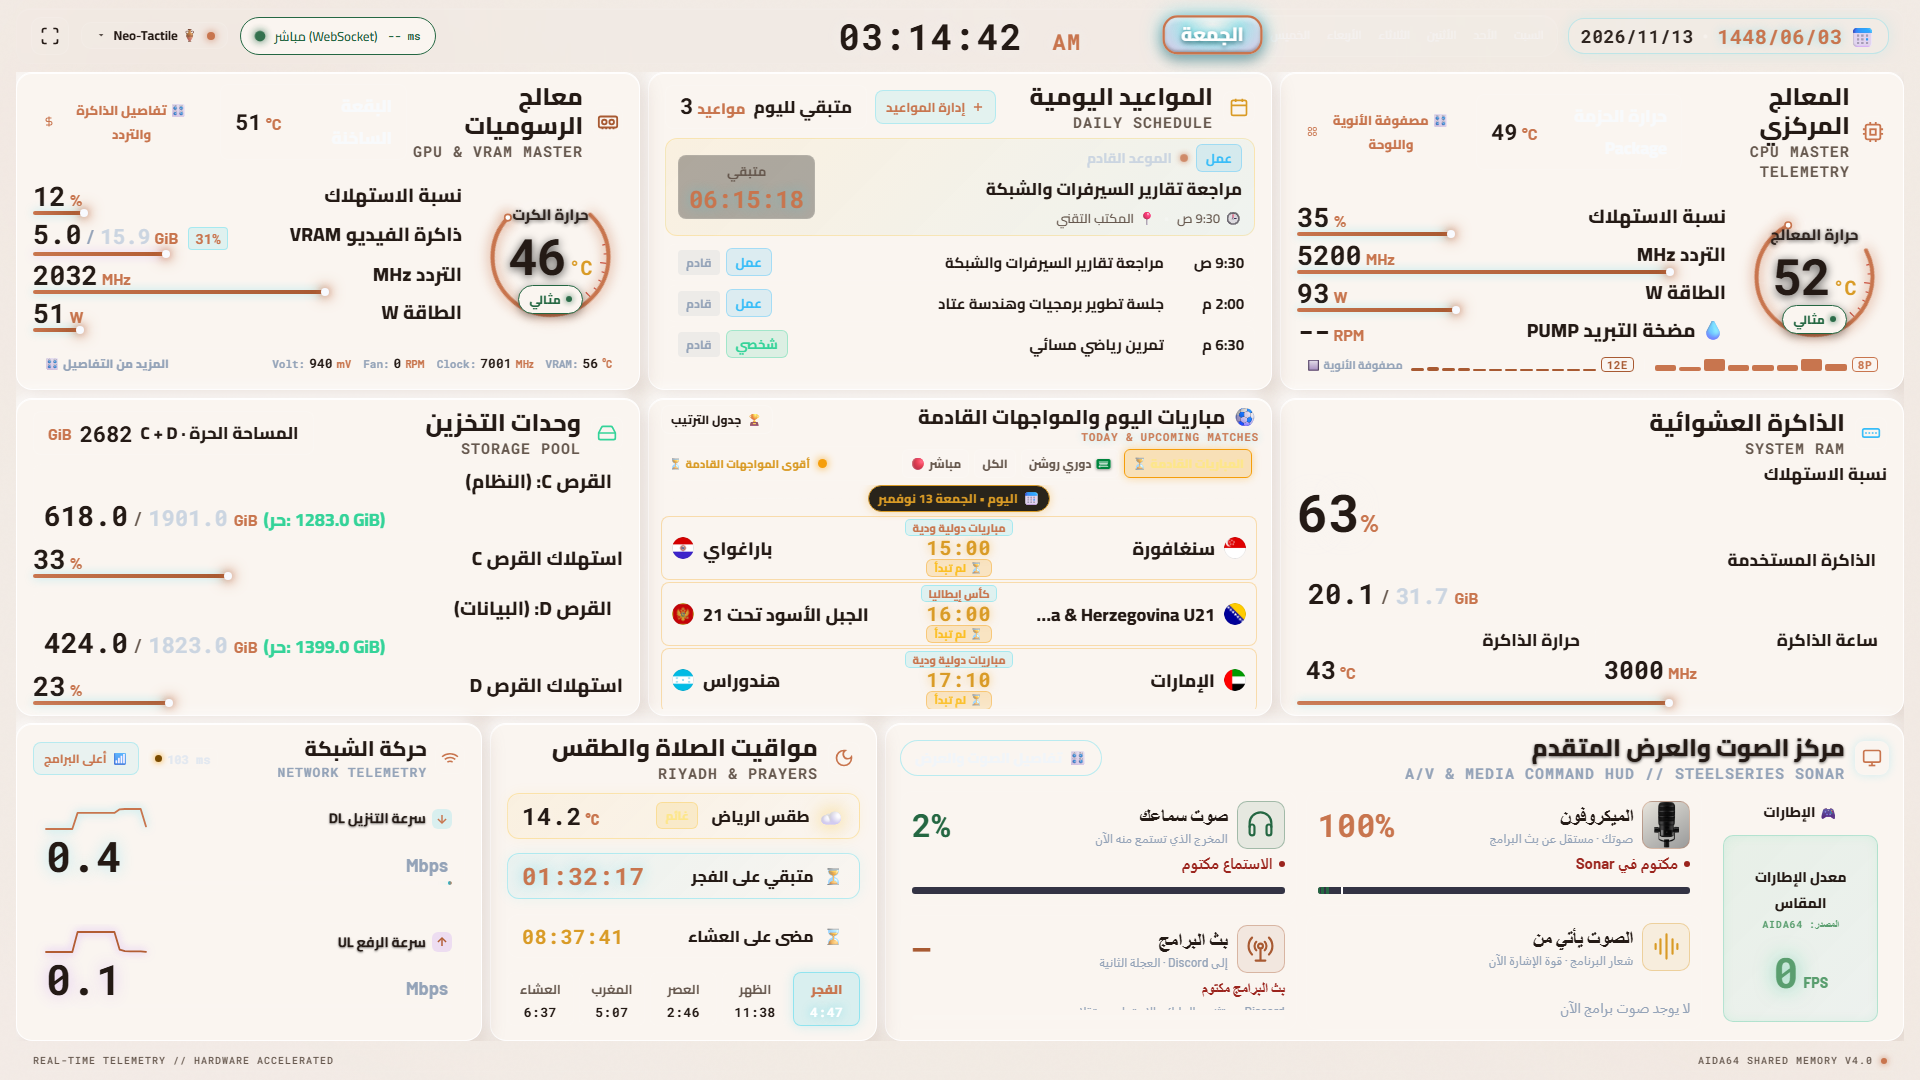 1448/06/03 · 2026/11/13
الجمعة
03:14:42 AM
مباشر (WebSocket) -- ms
Neo-Tactile
المعالج المركزي
CPU MASTER TELEMETRY
حرارة الحزمة Package
49 °C
مصفوفة الأنوية واللوحة
حرارة المعالج
52 °C
مثالي
نسبة الاستهلاك
35 %
التردد MHz
5200 MHz
الطاقة W
93 W
مضخة التبريد PUMP
-- RPM
8P
12E
مصفوفة الأنوية
المواعيد اليومية
DAILY SCHEDULE
+ إدارة المواعيد
متبقي لليوم 3 مواعيد
عمل
الموعد القادم
مراجعة تقارير السيرفرات والشبكة
9:30 ص
المكتب التقني
متبقي
06:15:18
9:30 ص مراجعة تقارير السيرفرات والشبكة عمل قادم
2:00 م جلسة تطوير برمجيات وهندسة عتاد عمل قادم
6:30 م تمرين رياضي مسائي شخصي قادم
معالج الرسوميات
GPU & VRAM MASTER
البقعة الساخنة
51 °C
تفاصيل الذاكرة والتردد
$
حرارة الكرت
46 °C
مثالي
نسبة الاستهلاك
12 %
ذاكرة الفيديو VRAM
5.0 / 15.9 GiB 31%
التردد MHz
2032 MHz
الطاقة W
51 W
Volt: 940 mV Fan: 0 RPM Clock: 7001 MHz VRAM: 56 °C
المزيد من التفاصيل
الذاكرة العشوائية
SYSTEM RAM
نسبة الاستهلاك
63%
الذاكرة المستخدمة
20.1 / 31.7 GiB
ساعة الذاكرة
3000 MHz
حرارة الذاكرة
43 °C
مباريات اليوم والمواجهات القادمة
TODAY & UPCOMING MATCHES
جدول الترتيب
دوري روشن
الكل
مباشر
أقوى المواجهات القادمة
اليوم • الجمعة 13 نوفمبر
مباريات دولية ودية
سنغافورة 15:00 باراغواي
لم تبدأ
كأس إيطاليا
...a & Herzegovina U21 16:00 الجبل الأسود تحت 21
لم تبدأ
مباريات دولية ودية
الإمارات 17:10 هندوراس
لم تبدأ
وحدات التخزين
STORAGE POOL
المساحة الحرة · C + D 2682 GiB
القرص C: (النظام)
618.0 / 1901.0 GiB (حر: 1283.0 GiB)
استهلاك القرص C
33 %
القرص D: (البيانات)
424.0 / 1823.0 GiB (حر: 1399.0 GiB)
استهلاك القرص D
23 %
مركز الصوت والعرض المتقدم
A/V & MEDIA COMMAND HUD // STEELSERIES SONAR
الإطارات
معدل الإطارات المقاس
المصدر: AIDA64
0 FPS
الميكروفون
صوتك · مستقل عن بث البرامج
100%
مكتوم في Sonar
صوت سماعك
المخرج الذي تستمع منه الآن
2%
الاستماع مكتوم
الصوت يأتي من
شعار البرنامج · قوة الإشارة الآن
لا يوجد صوت برامج الآن
بث البرامج
إلى Discord · العجلة الثانية
—
بث البرامج مكتوم
مواقيت الصلاة والطقس
RIYADH & PRAYERS
طقس الرياض
غائم
14.2 °C
متبقي على الفجر
01:32:17
مضى على العشاء
08:37:41
الفجر الظهر العصر المغرب العشاء
4:47 11:38 2:46 5:07 6:37
حركة الشبكة
NETWORK TELEMETRY
103 ms
أعلى البرامج
سرعة التنزيل DL
0.4 Mbps
سرعة الرفع UL
0.1 Mbps
AIDA64 SHARED MEMORY V4.0
REAL-TIME TELEMETRY // HARDWARE ACCELERATED